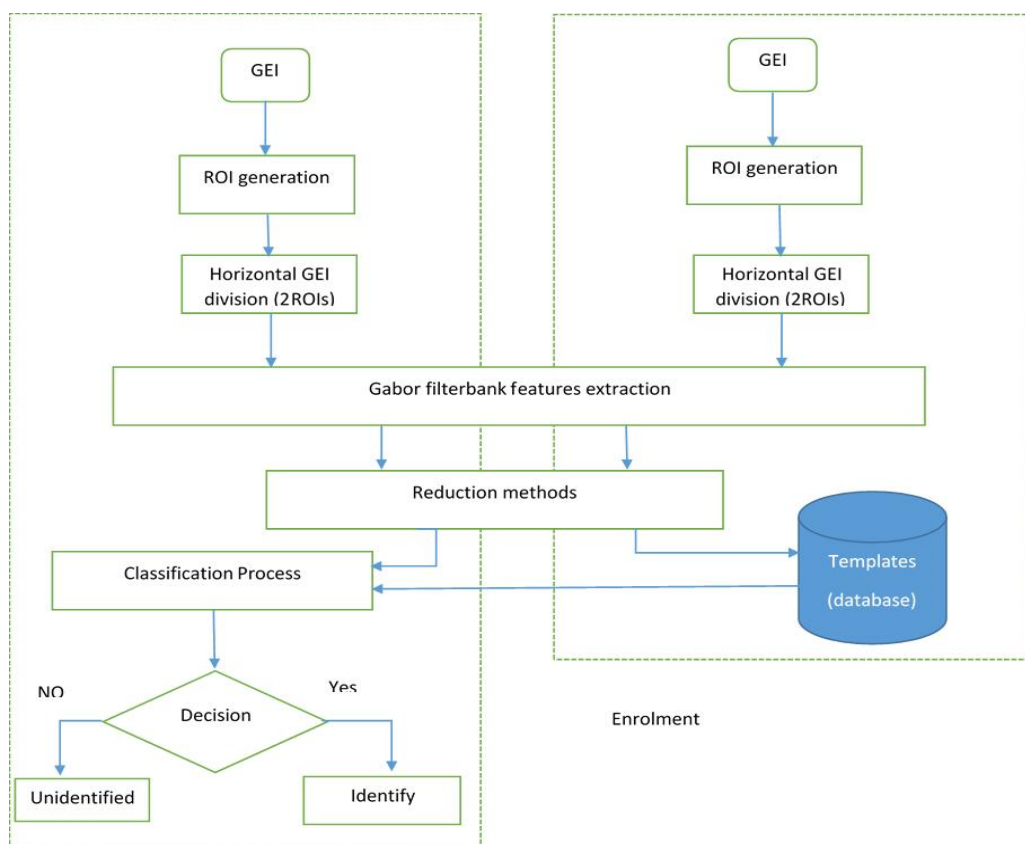 GEI
ROI generation
Horizontal GEI
division (2ROIs)
GEI
ROI generation
Horizontal GEI
division (2ROIs)
Gabor filterbank features extraction
Reduction methods
Templates
(database)
Classification Process
NO
Yes
Decision
Unidentified
Identify
Enrolment